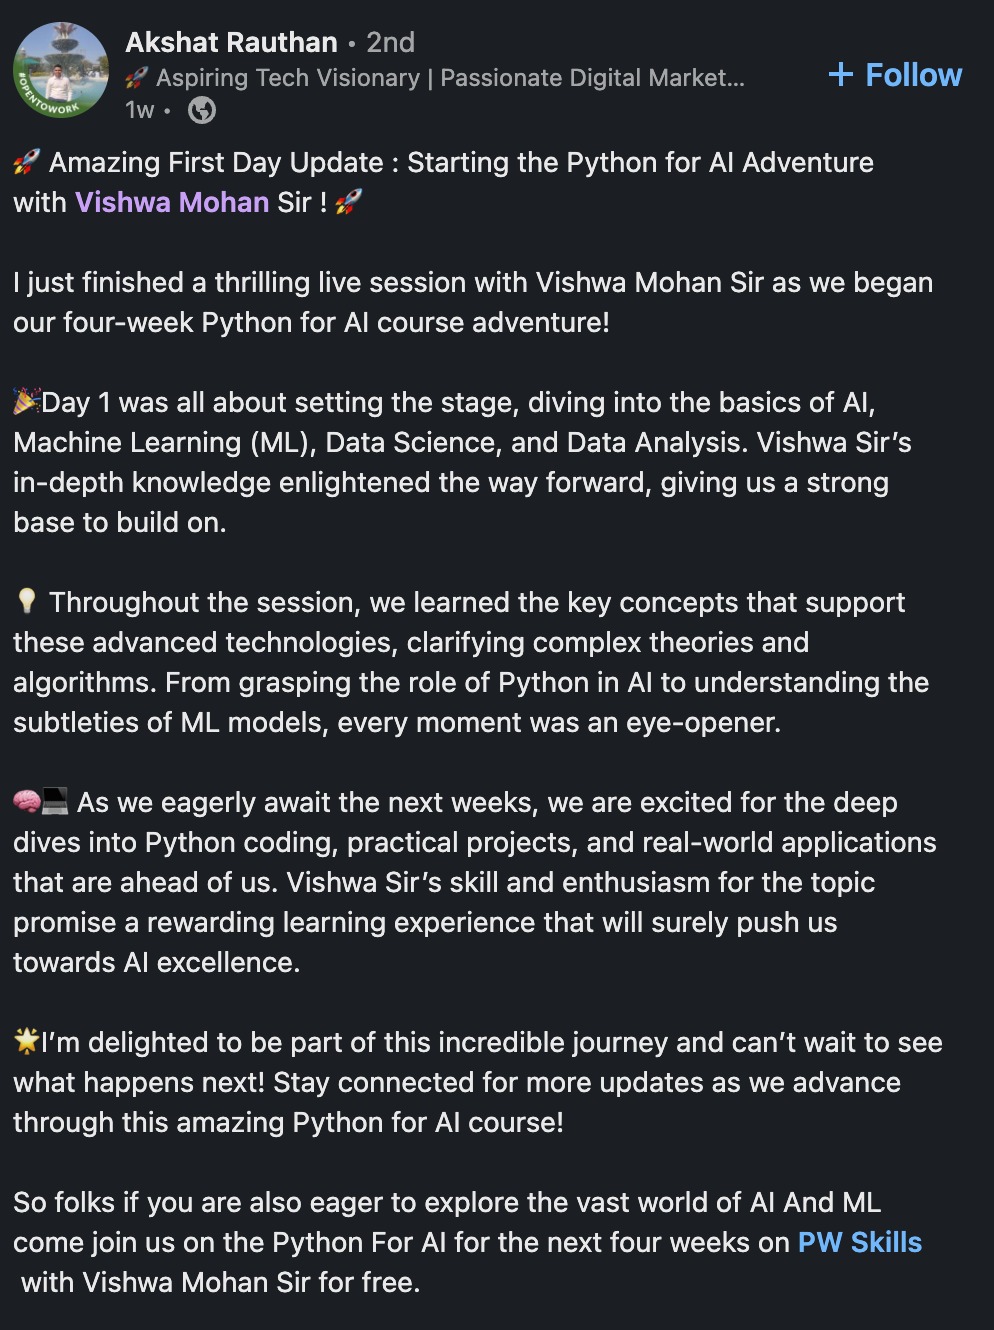 Akshat Rauthan • 2nd
🚀 Aspiring Tech Visionary | Passionate Digital Market...
+ Follow
1w •
#OPENTOWORK
🚀 Amazing First Day Update : Starting the Python for AI Adventure
with Vishwa Mohan Sir ! 🚀
I just finished a thrilling live session with Vishwa Mohan Sir as we began
our four-week Python for AI course adventure!
🎉Day 1 was all about setting the stage, diving into the basics of AI,
Machine Learning (ML), Data Science, and Data Analysis. Vishwa Sir’s
in-depth knowledge enlightened the way forward, giving us a strong
base to build on.
💡 Throughout the session, we learned the key concepts that support
these advanced technologies, clarifying complex theories and
algorithms. From grasping the role of Python in AI to understanding the
subtleties of ML models, every moment was an eye-opener.
🧠💻 As we eagerly await the next weeks, we are excited for the deep
dives into Python coding, practical projects, and real-world applications
that are ahead of us. Vishwa Sir’s skill and enthusiasm for the topic
promise a rewarding learning experience that will surely push us
towards AI excellence.
🌟I’m delighted to be part of this incredible journey and can’t wait to see
what happens next! Stay connected for more updates as we advance
through this amazing Python for AI course!
So folks if you are also eager to explore the vast world of AI And ML
come join us on the Python For AI for the next four weeks on PW Skills
with Vishwa Mohan Sir for free.